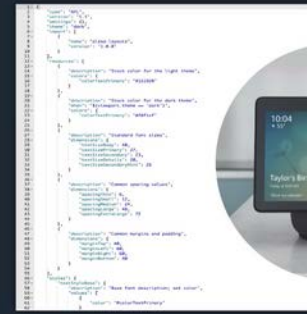 {
"type": "APL",
"version": "1.1",
"settings": {},
"theme": "dark",
"import": [
{
"name": "alexa-layouts",
"version": "1.0.0"
}
],
"resources": [
{
"description": "Stock color for the light theme",
"colors": {
"colorTextPrimary": "#151920"
}
},
{
"description": "Stock color for the dark theme",
"when": "${viewport.theme == 'dark'}",
"colors": {
"colorTextPrimary": "#f0f1ef"
}
},
{
"description": "Standard font sizes",
"dimensions": {
"textSizeBody": 48,
"textSizePrimary": 27,
"textSizeSecondary": 23,
"textSizeSecondaryHint": 25
}
},
{
"description": "Common spacing values",
"dimensions": {
"spacingThin": 6,
"spacingSmall": 12,
"spacingMedium": 24,
"spacingLarge": 48,
"spacingExtraLarge": 72
}
},
{
"description": "Common margins and padding",
"dimensions": {
"marginTop": 40,
"marginLeft": 60,
"marginRight": 60,
"marginBottom": 40
}
}
],
"styles": {
"textStyleBase": {
"description": "Base font description; set color",
"values": [
{
"color": "@colorTextPrimary"
10:04
Taylor's Bi